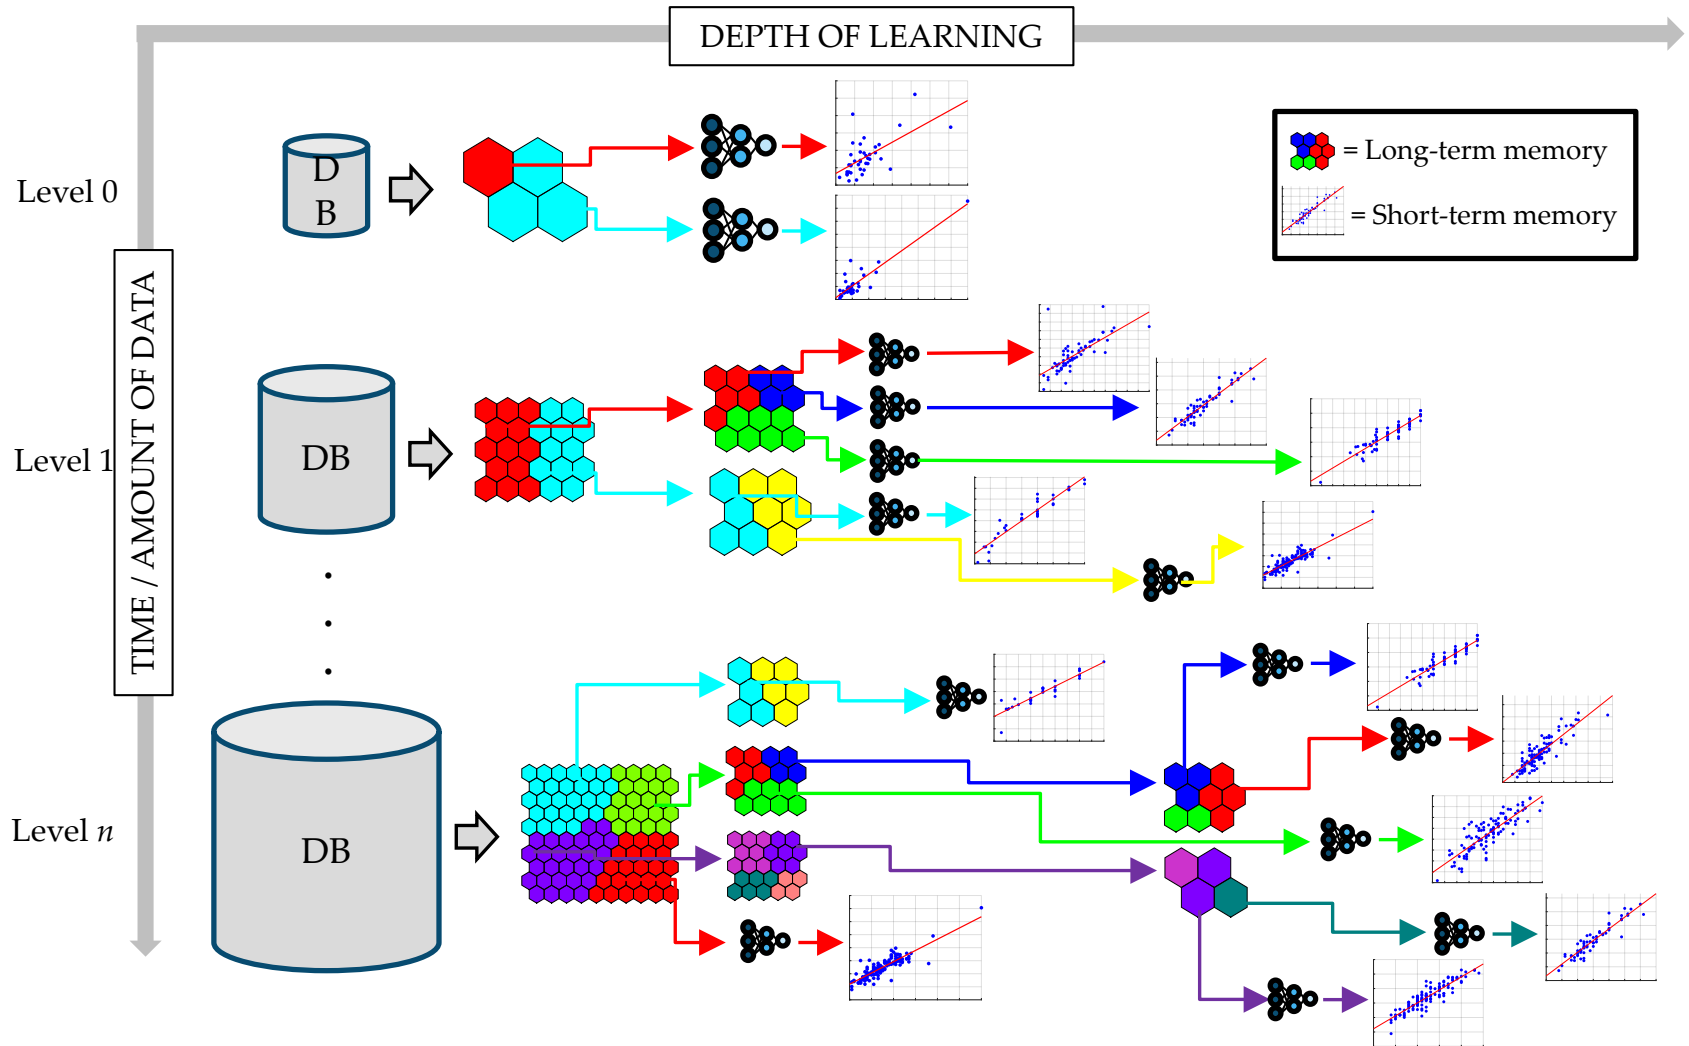 DEPTH OF LEARNING
= Long-term memory
= Short-term memory
TIME / AMOUNT OF DATA
Level 0
D
B
Level 1
DB
Level n
DB